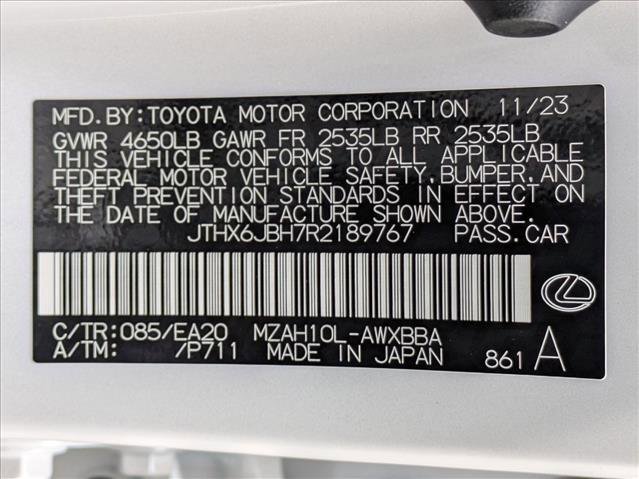 MFD.BY:TOYOTA MOTOR CORPORATION 11/23
GVWR 4650LB GAWR FR 2535LB RR 2535LB
THIS VEHICLE CONFORMS TO ALL APPLICABLE
FEDERAL MOTOR VEHICLE SAFETY,BUMPER,AND
THEFT PREVENTION STANDARDS IN EFFECT ON
THE DATE OF MANUFACTURE SHOWN ABOVE.
JTHX6JBH7R2189767 PASS.CAR
C/TR:085/EA20 MZAH10L-AWXBBA
A/TM: /P711 MADE IN JAPAN 861 A